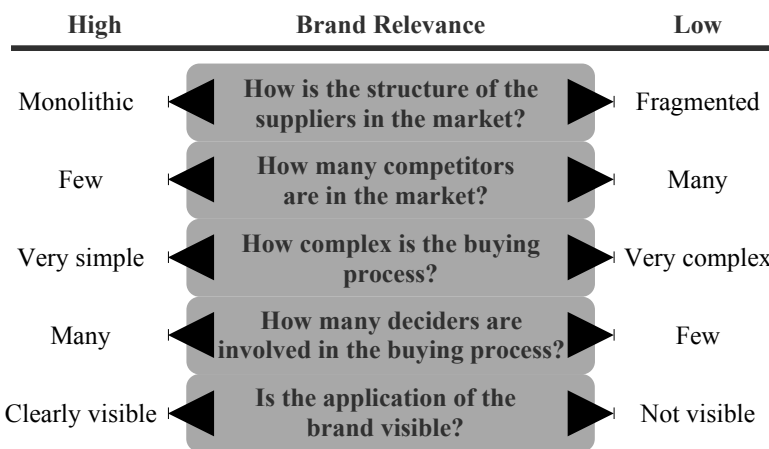 High Brand Relevance Low
Monolithic
How is the structure of the
suppliers in the market?
Fragmented
Few
How many competitors
are in the market?
Many
Very simple
How complex is the buying
process?
Very complex
Many
How many deciders are
involved in the buying process?
Few
Clearly visible
Is the application of the
brand visible?
Not visible